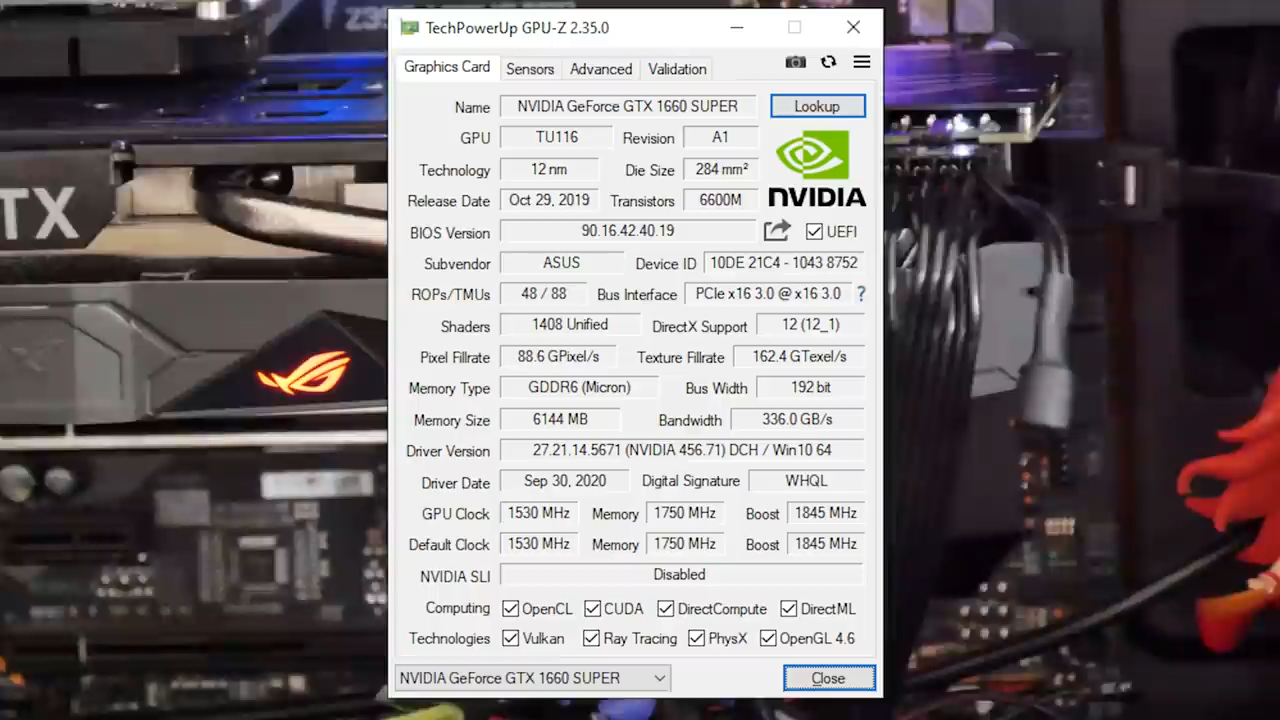 TechPowerUp GPU-Z 2.35.0
Graphics Card Sensors Advanced Validation
Name NVIDIA GeForce GTX 1660 SUPER Lookup
GPU TU116 Revision A1
Technology 12 nm Die Size 284 mm²
NVIDIA
Release Date Oct 29, 2019 Transistors 6600M
BIOS Version 90.16.42.40.19 UEFI
Subvendor ASUS Device ID 10DE 21C4 - 1043 8752
ROPs/TMUs 48 / 88 Bus Interface PCIe x16 3.0 @ x16 3.0 ?
Shaders 1408 Unified DirectX Support 12 (12_1)
Pixel Fillrate 88.6 GPixel/s Texture Fillrate 162.4 GTexel/s
Memory Type GDDR6 (Micron) Bus Width 192 bit
Memory Size 6144 MB Bandwidth 336.0 GB/s
Driver Version 27.21.14.5671 (NVIDIA 456.71) DCH / Win10 64
Driver Date Sep 30, 2020 Digital Signature WHQL
GPU Clock 1530 MHz Memory 1750 MHz Boost 1845 MHz
Default Clock 1530 MHz Memory 1750 MHz Boost 1845 MHz
NVIDIA SLI Disabled
Computing OpenCL CUDA DirectCompute DirectML
Technologies Vulkan Ray Tracing PhysX OpenGL 4.6
NVIDIA GeForce GTX 1660 SUPER Close
TX